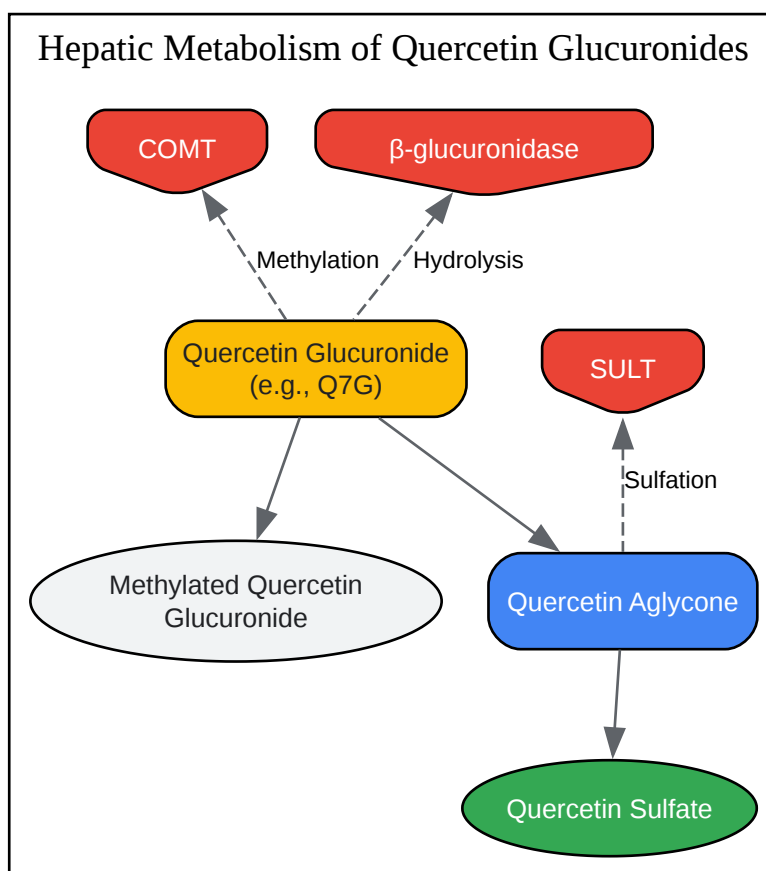 Hepatic Metabolism of Quercetin Glucuronides
COMT
β-glucuronidase
Methylation
Hydrolysis
Quercetin Glucuronide
(e.g., Q7G)
SULT
Sulfation
Methylated Quercetin
Glucuronide
Quercetin Aglycone
Quercetin Sulfate